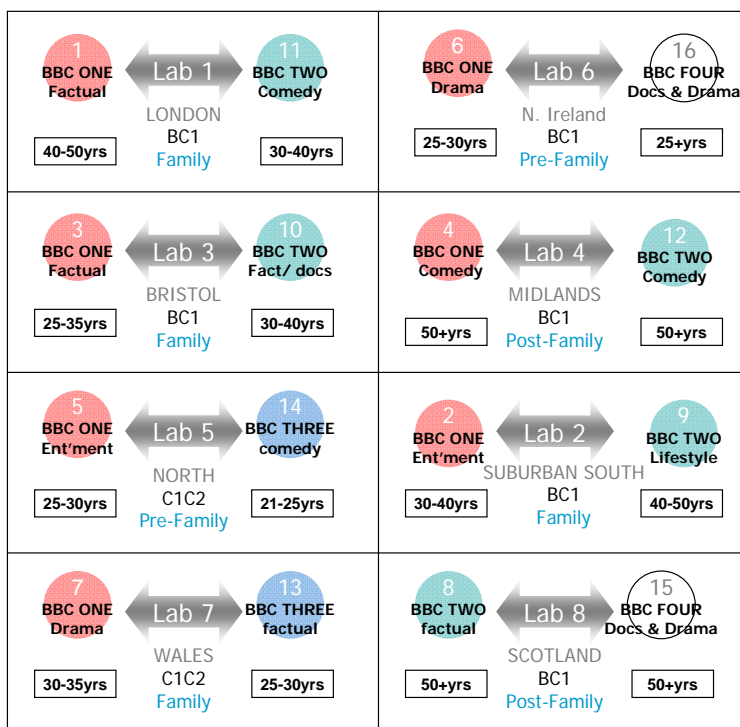 1
BBC ONE
Factual
Lab 1
11
BBC TWO
Comedy
LONDON
BC1
Family
40-50yrs
30-40yrs
6
BBC ONE
Drama
Lab 6
16
BBC FOUR
Docs & Drama
N. Ireland
BC1
Pre-Family
25-30yrs
25+yrs
3
BBC ONE
Factual
Lab 3
10
BBC TWO
Fact/ docs
BRISTOL
BC1
Family
25-35yrs
30-40yrs
4
BBC ONE
Comedy
Lab 4
12
BBC TWO
Comedy
MIDLANDS
BC1
Post-Family
50+yrs
50+yrs
5
BBC ONE
Ent'ment
Lab 5
14
BBC THREE
comedy
NORTH
C1C2
Pre-Family
25-30yrs
21-25yrs
2
BBC ONE
Ent'ment
Lab 2
9
BBC TWO
Lifestyle
SUBURBAN SOUTH
BC1
Family
30-40yrs
40-50yrs
7
BBC ONE
Drama
Lab 7
13
BBC THREE
factual
WALES
C1C2
Family
30-35yrs
25-30yrs
8
BBC TWO
factual
Lab 8
15
BBC FOUR
Docs & Drama
SCOTLAND
BC1
Post-Family
50+yrs
50+yrs